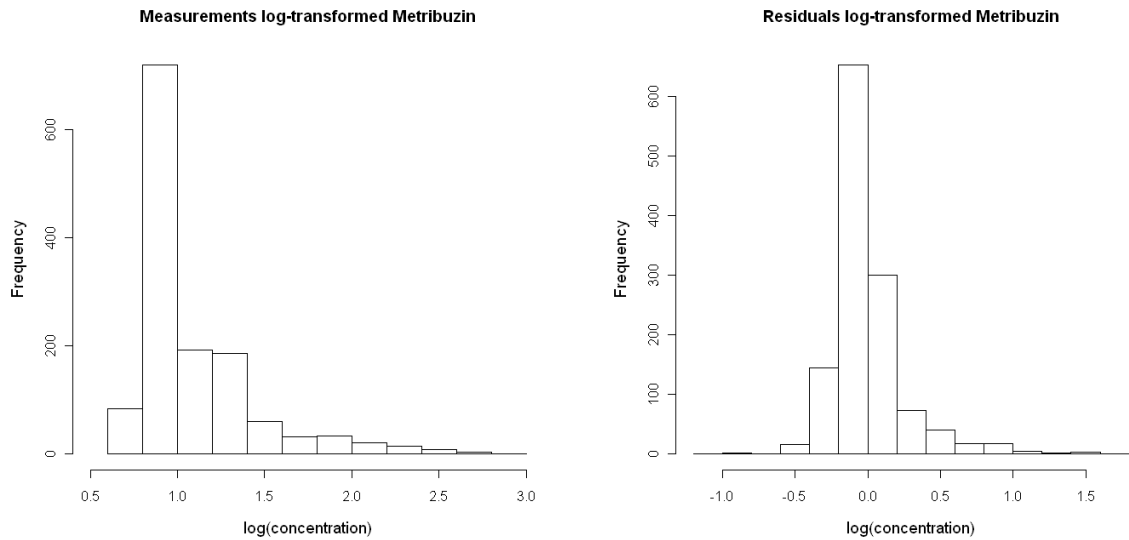 Measurements log-transformed Metribuzin
Frequency
600
400
200
0
0.5 1.0 1.5 2.0 2.5 3.0
log(concentration)
Residuals log-transformed Metribuzin
Frequency
600
500
400
300
200
100
0
-1.0 -0.5 0.0 0.5 1.0 1.5
log(concentration)